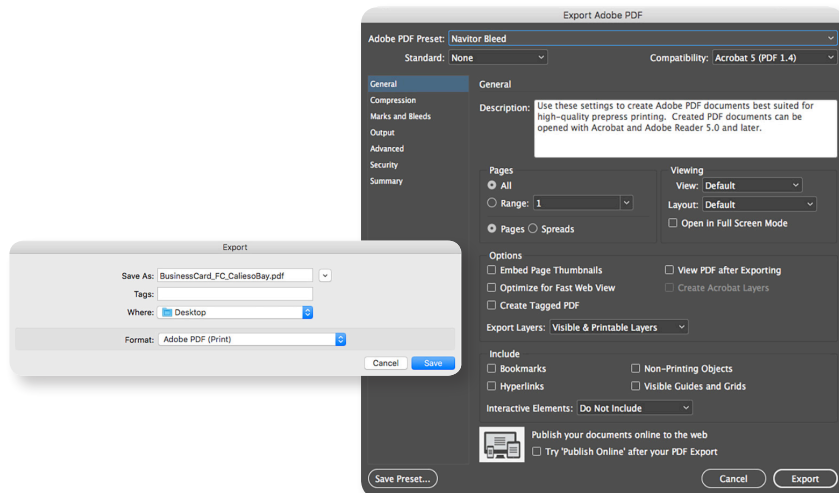 Export Adobe PDF
Adobe PDF Preset: Navitor Bleed
Standard: None Compatibility: Acrobat 5 (PDF 1.4)
General
Compression
Marks and Bleeds
Output
Advanced
Security
Summary
General
Description: Use these settings to create Adobe PDF documents best suited for
high-quality prepress printing. Created PDF documents can be
opened with Acrobat and Adobe Reader 5.0 and later.
Pages
All
Range: 1
Pages Spreads
Viewing
View: Default
Layout: Default
Open in Full Screen Mode
Options
Embed Page Thumbnails View PDF after Exporting
Optimize for Fast Web View Create Acrobat Layers
Create Tagged PDF
Export Layers: Visible & Printable Layers
Include
Bookmarks Non-Printing Objects
Hyperlinks Visible Guides and Grids
Interactive Elements: Do Not Include
Publish your documents online to the web
Try 'Publish Online' after your PDF Export
Save Preset... Cancel Export
Export
Save As: BusinessCard_FC_CaliesoBay.pdf
Tags:
Where: Desktop
Format: Adobe PDF (Print)
Cancel Save